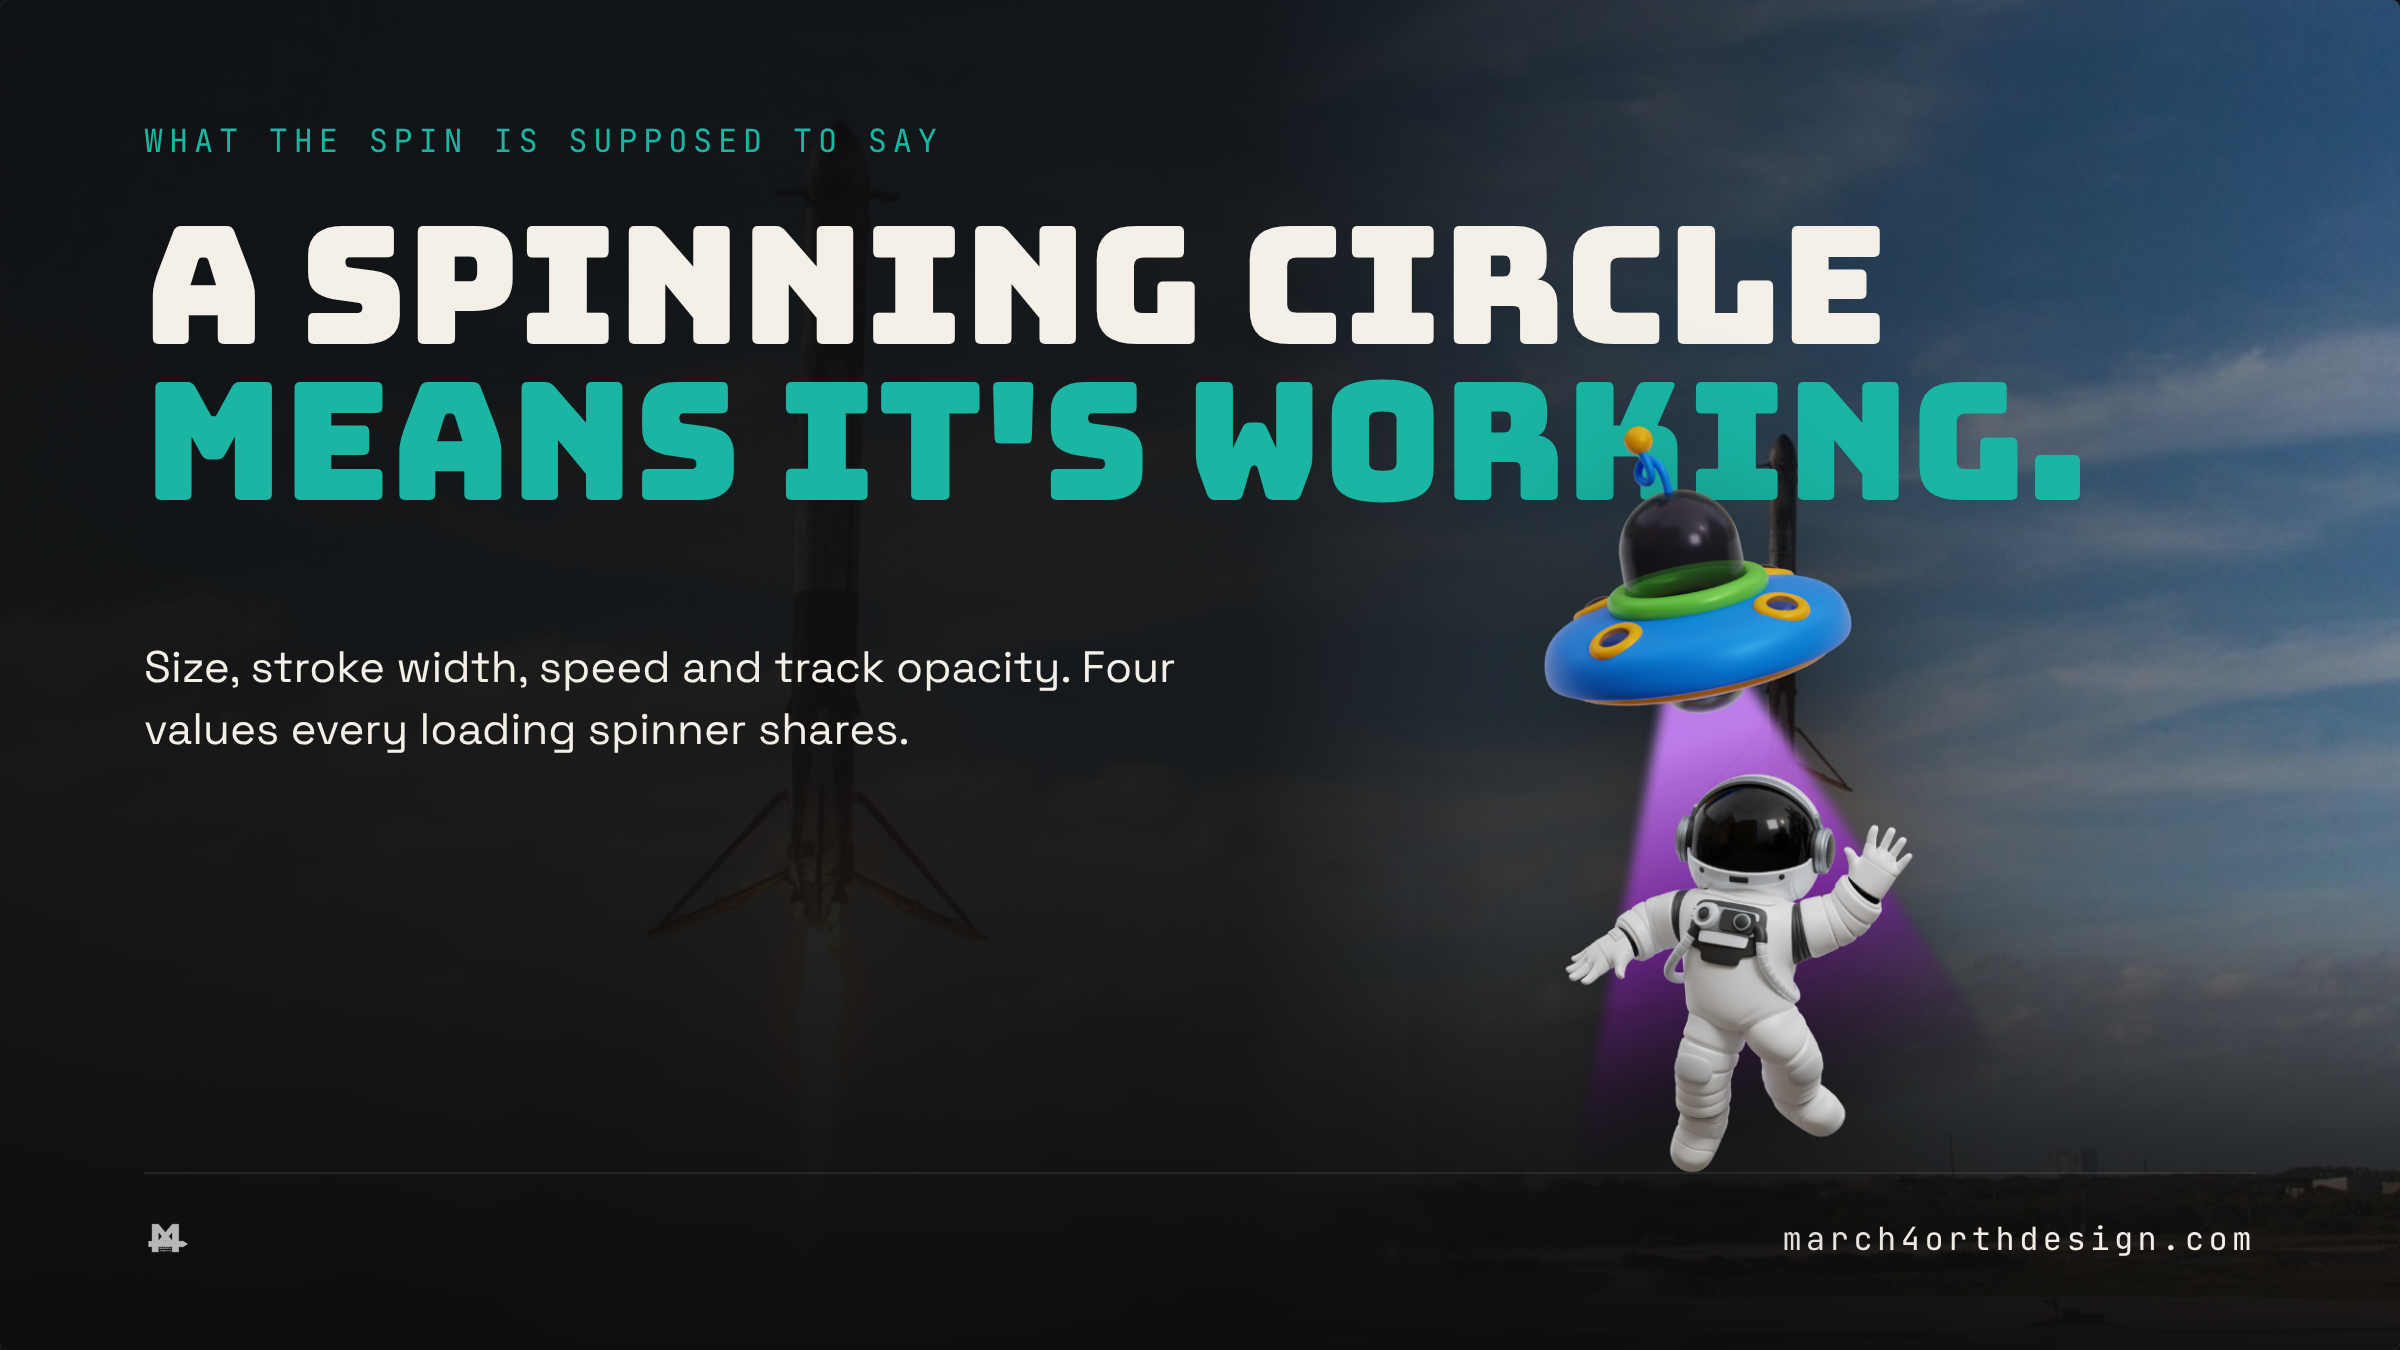 WHAT THE SPIN IS SUPPOSED TO SAY
A SPINNING CIRCLE
MEANS IT'S WORKING.
Size, stroke width, speed and track opacity. Four
values every loading spinner shares.
march4orthdesign.com